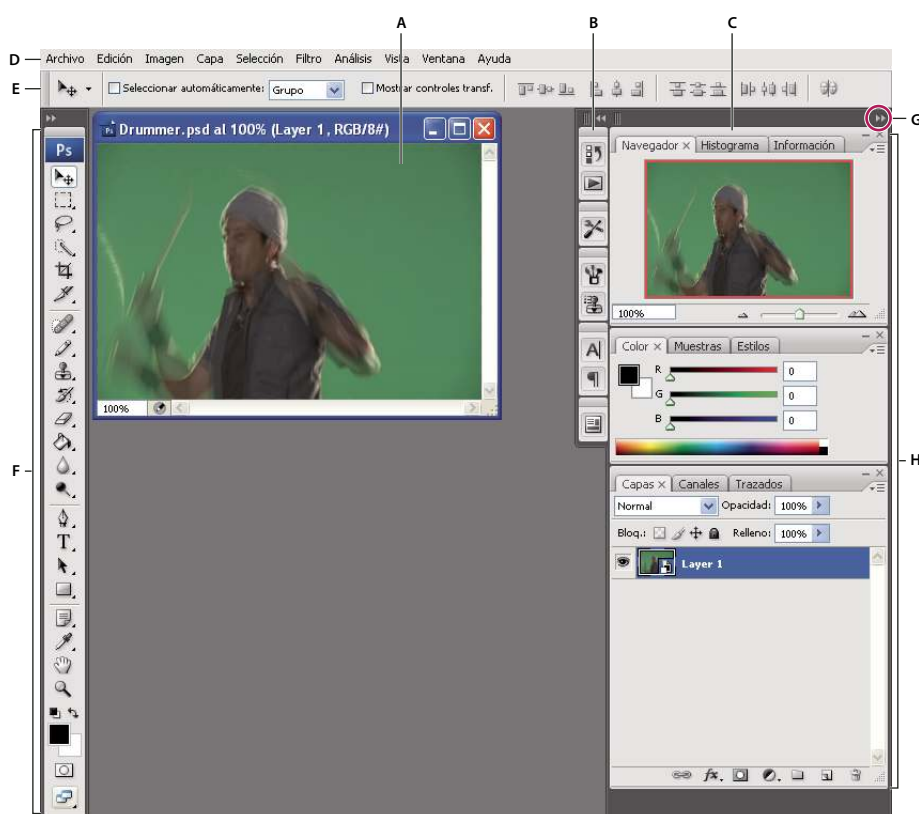 A B C
D Archivo Edición Imagen Capa Selección Filtro Análisis Vista Ventana Ayuda
E Seleccionar automáticamente: Grupo Mostrar controles transf.
G
Drummer.psd al 100% (Layer 1, RGB/8#)
Ps
100%
Navegador × Histograma Información
100%
Color × Muestras Estilos
R 0
G 0
B 0
F
H
Capas × Canales Trazados
Normal Opacidad: 100%
Bloq.: Relleno: 100%
Layer 1
T
A
¶
fx.